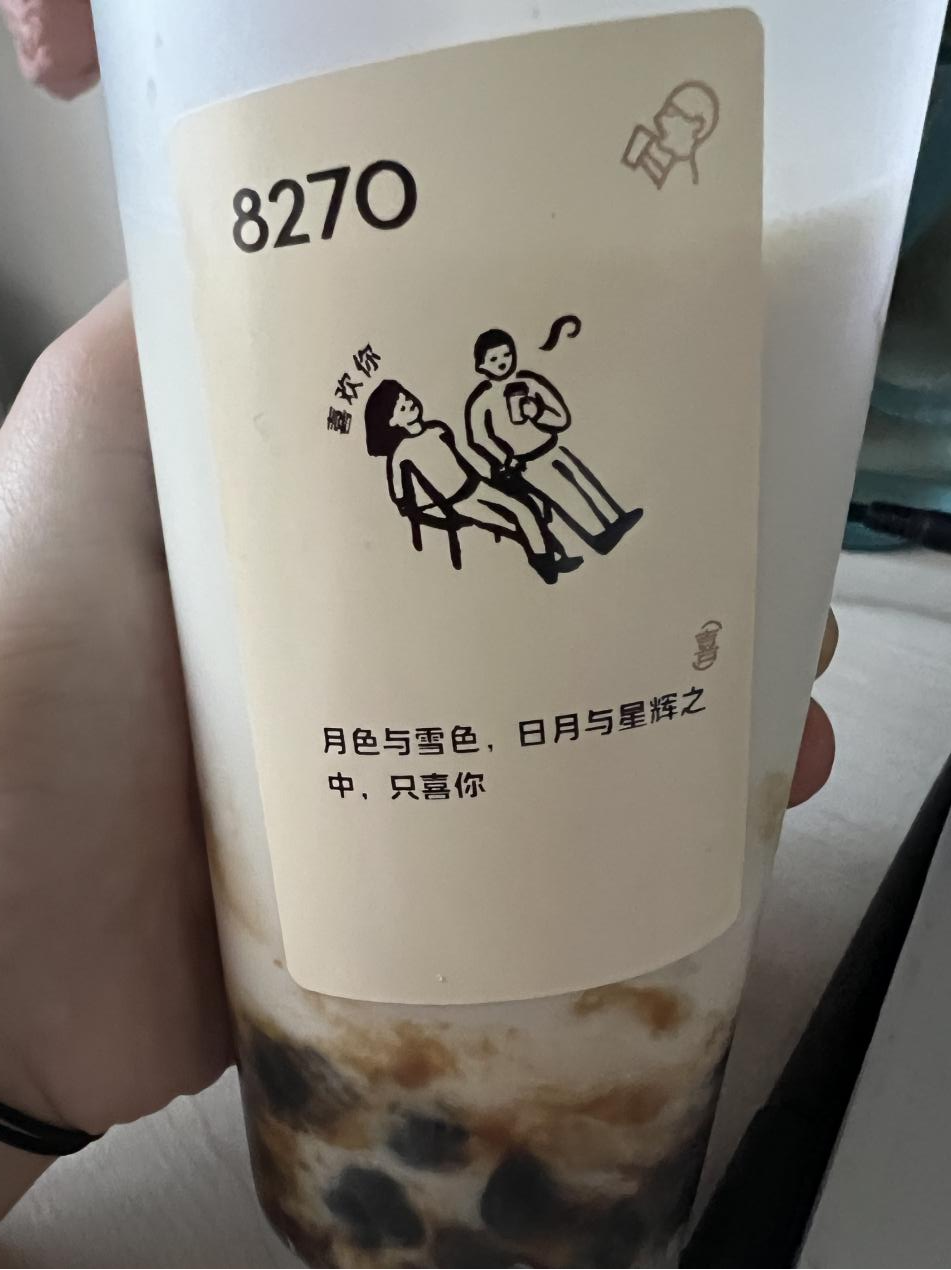 8270
喜欢你
喜
月色与雪色，日月与星辉之
中，只喜你